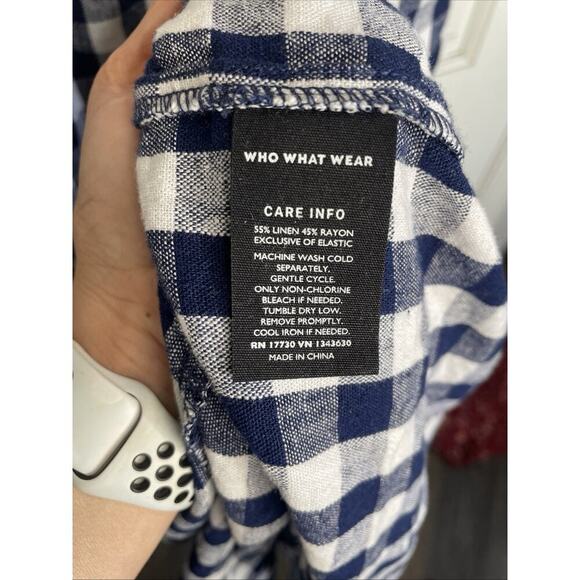 WHO WHAT WEAR
CARE INFO
55% LINEN 45% RAYON
EXCLUSIVE OF ELASTIC
MACHINE WASH COLD
SEPARATELY.
GENTLE CYCLE.
ONLY NON-CHLORINE
BLEACH IF NEEDED.
TUMBLE DRY LOW.
REMOVE PROMPTLY.
COOL IRON IF NEEDED.
RN 17730 VN 1343630
MADE IN CHINA